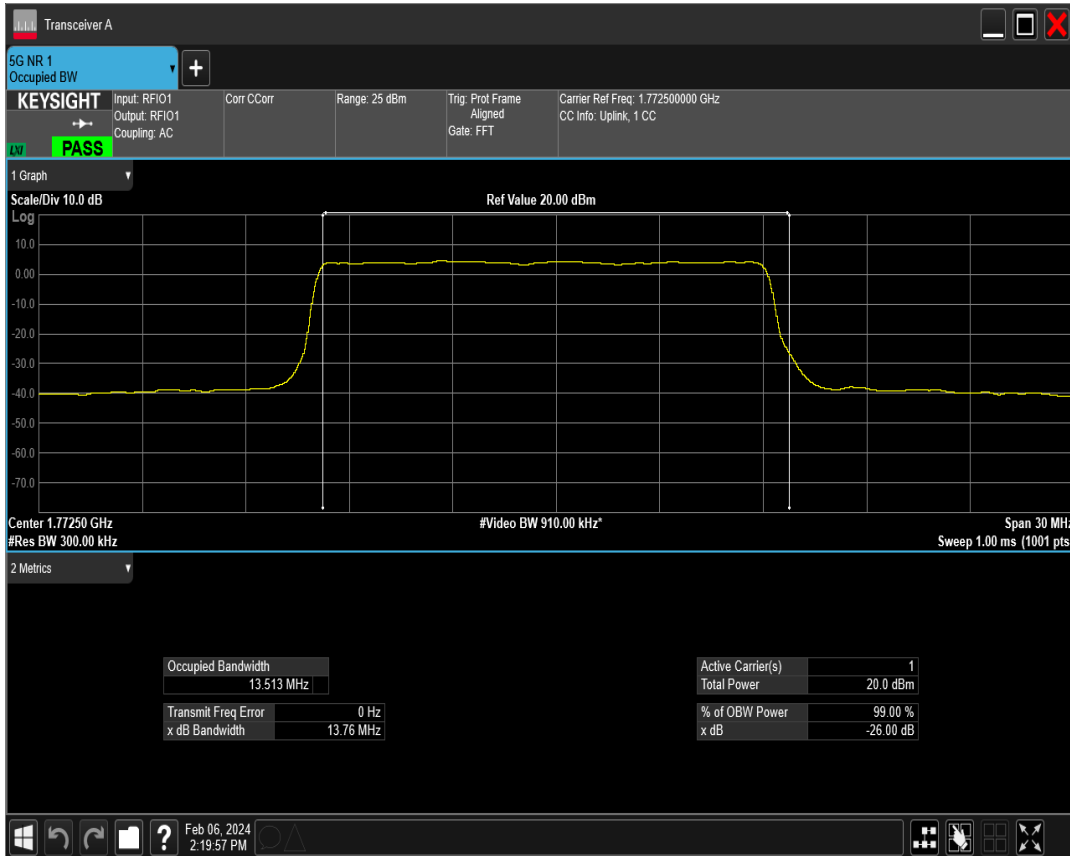 Transceiver A
5G NR 1
Occupied BW
+
KEYSIGHT
LXI
PASS
Input: RFIO1
Output: RFIO1
Coupling: AC
Corr CCorr
Range: 25 dBm
Trig: Prot Frame
Aligned
Gate: FFT
Carrier Ref Freq: 1.772500000 GHz
CC Info: Uplink, 1 CC
1 Graph
Scale/Div 10.0 dB
Ref Value 20.00 dBm
Log
10.0
0.00
-10.0
-20.0
-30.0
-40.0
-50.0
-60.0
-70.0
Center 1.77250 GHz
#Video BW 910.00 kHz*
Span 30 MHz
#Res BW 300.00 kHz
Sweep 1.00 ms (1001 pts
2 Metrics
Occupied Bandwidth
13.513 MHz
Transmit Freq Error 0 Hz
x dB Bandwidth 13.76 MHz
Active Carrier(s) 1
Total Power 20.0 dBm
% of OBW Power 99.00 %
x dB -26.00 dB
?
Feb 06, 2024
2:19:57 PM